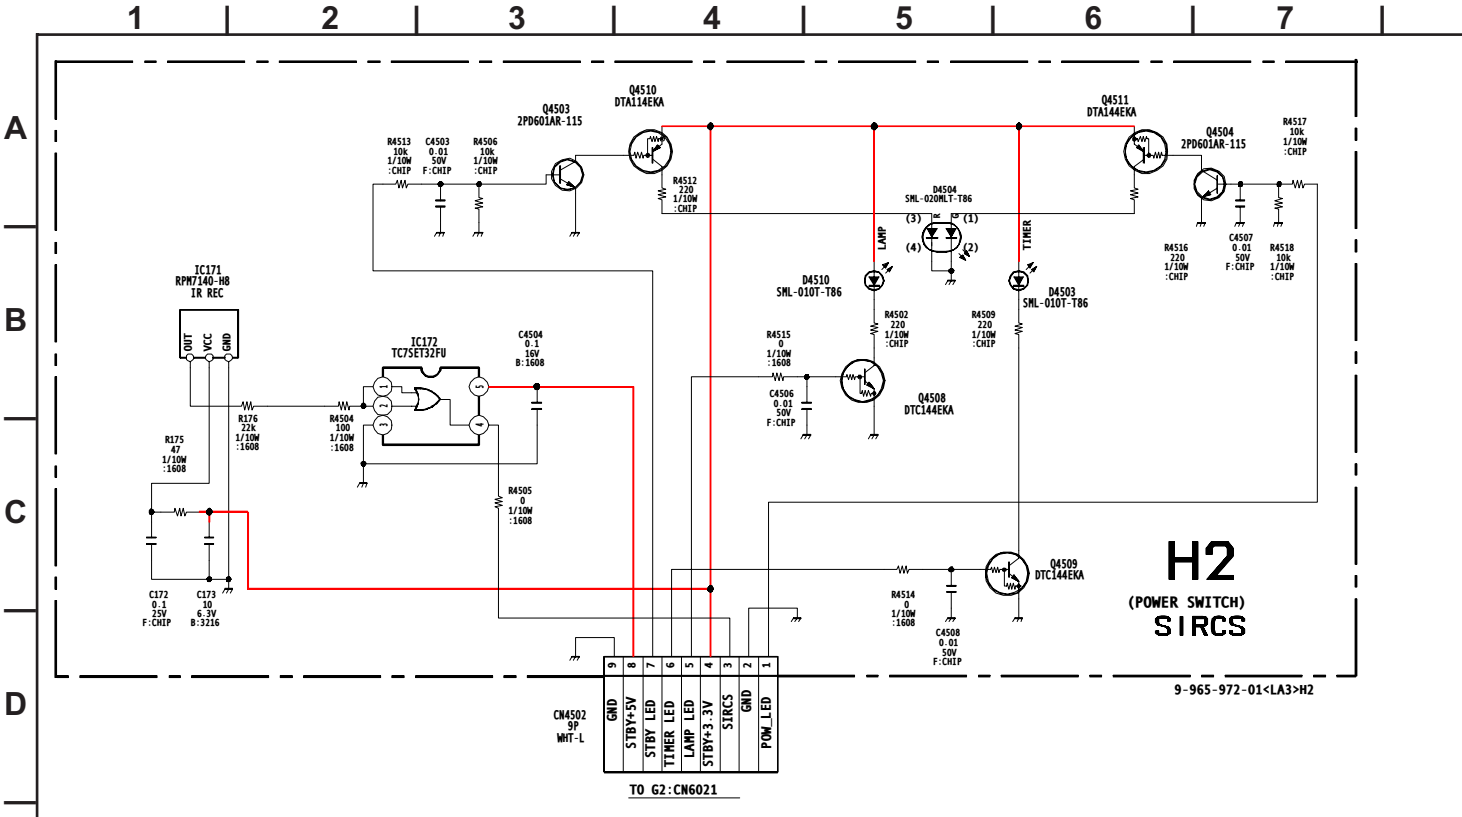 1 2 3 4 5 6 7
A
B
C
D
Q4510
DTA114EKA
Q4503
2PD601AR-115
Q4511
DTA144EKA
Q4504
2PD601AR-115
R4517
10k
1/10W
:CHIP
R4513
10k
1/10W
:CHIP
C4503
0.01
50V
F:CHIP
R4506
10k
1/10W
:CHIP
R4512
220
1/10W
:CHIP
D4504
SML-020MLT-T86
(3) R G (1)
(4) (2)
LAMP
TIMER
R4516
220
1/10W
:CHIP
C4507
0.01
50V
F:CHIP
R4518
10k
1/10W
:CHIP
IC171
RPM7140-H8
IR REC
OUT
VCC
GND
D4510
SML-010T-T86
D4503
SML-010T-T86
IC172
TC7SET32FU
1
2
3
5
4
C4504
0.1
16V
B:1608
R4515
0
1/10W
:1608
R4502
220
1/10W
:CHIP
R4509
220
1/10W
:CHIP
C4506
0.01
50V
F:CHIP
Q4508
DTC144EKA
R176
22k
1/10W
:1608
R4504
100
1/10W
:1608
R175
47
1/10W
:1608
R4505
0
1/10W
:1608
C172
0.1
25V
F:CHIP
C173
10
6.3V
B:3216
R4514
0
1/10W
:1608
C4508
0.01
50V
F:CHIP
Q4509
DTC144EKA
H2
(POWER SWITCH)
SIRCS
9-965-972-01<LA3>H2
CN4502
9P
WHT-L
9 8 7 6 5 4 3 2 1
GND
STBY+5V
STBY LED
TIMER LED
LAMP LED
STBY+3.3V
SIRCS
GND
POW_LED
TO G2:CN6021